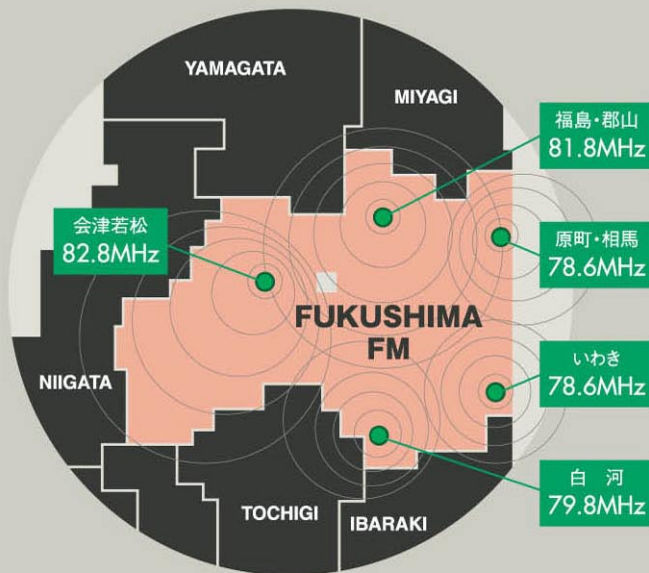 YAMAGATA
MIYAGI
福島・郡山
81.8MHz
会津若松
82.8MHz
原町・相馬
78.6MHz
FUKUSHIMA
FM
いわき
78.6MHz
NIIGATA
白 河
79.8MHz
TOCHIGI
IBARAKI